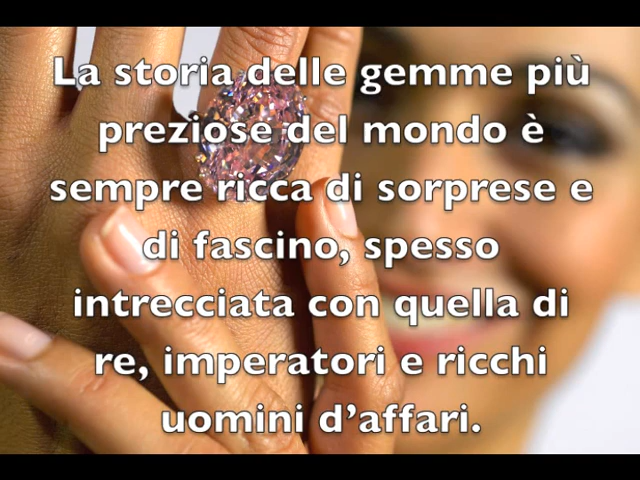 La storia delle gemme più
preziose del mondo è
sempre ricca di sorprese e
di fascino, spesso
intrecciata con quella di
re, imperatori e ricchi
uomini d’affari.